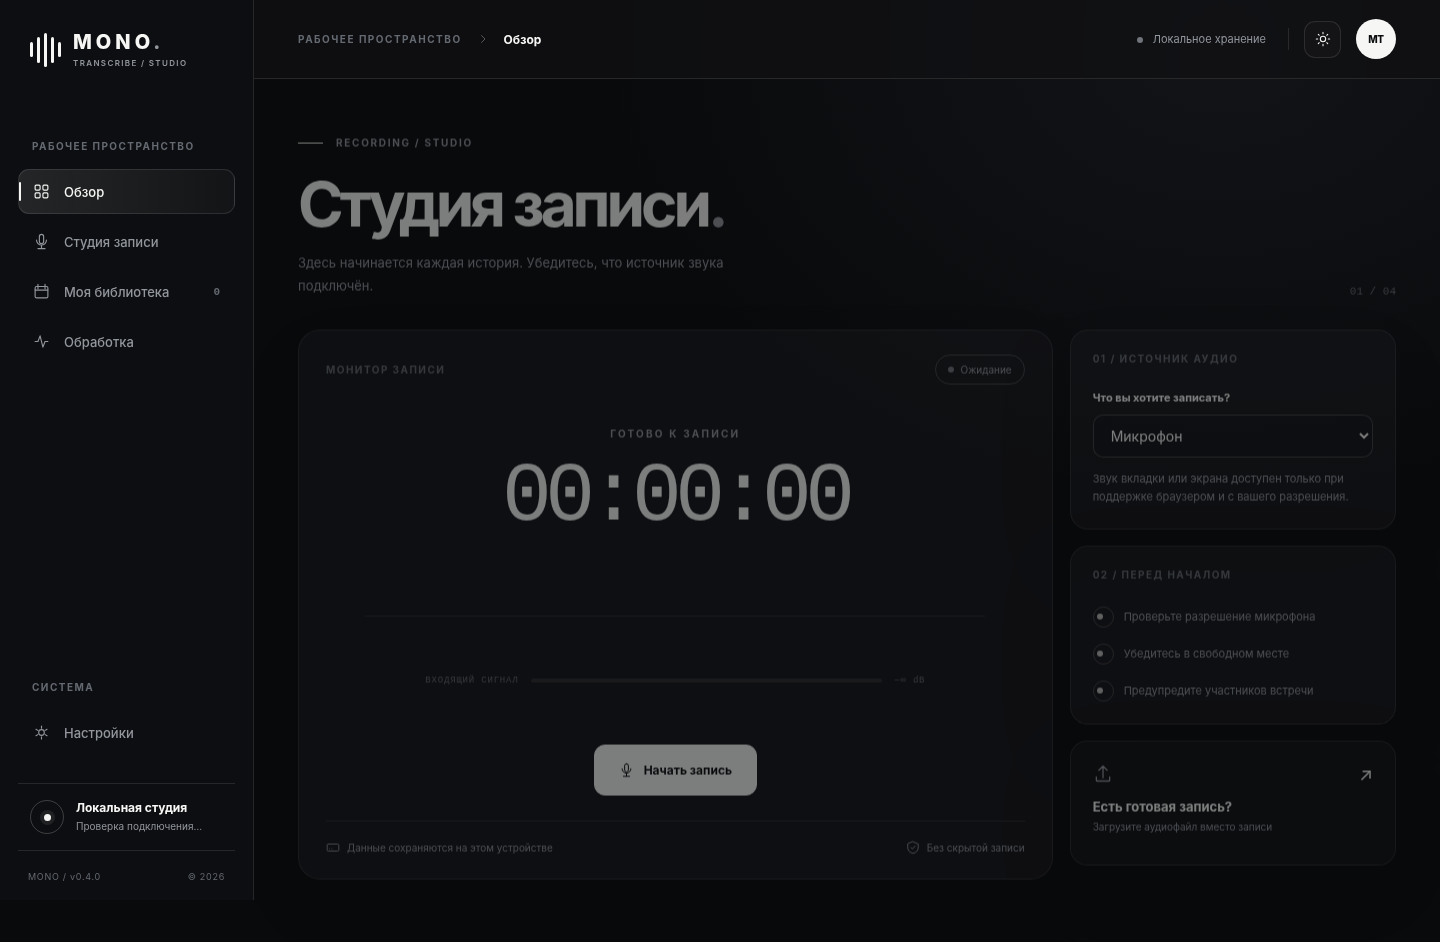 MONO.
TRANSCRIBE / STUDIO
РАБОЧЕЕ ПРОСТРАНСТВО
Обзор
Студия записи
Моя библиотека 0
Обработка
СИСТЕМА
Настройки
Локальная студия
Проверка подключения...
MONO / v0.4.0 © 2026
РАБОЧЕЕ ПРОСТРАНСТВО > Обзор
Локальное хранение
MT
RECORDING / STUDIO
Студия записи.
Здесь начинается каждая история. Убедитесь, что источник звука
подключён.
01 / 04
МОНИТОР ЗАПИСИ
Ожидание
ГОТОВО К ЗАПИСИ
00:00:00
ВХОДЯЩИЙ СИГНАЛ -∞ dB
Начать запись
Данные сохраняются на этом устройстве
Без скрытой записи
01 / ИСТОЧНИК АУДИО
Что вы хотите записать?
Микрофон
Звук вкладки или экрана доступен только при
поддержке браузером и с вашего разрешения.
02 / ПЕРЕД НАЧАЛОМ
Проверьте разрешение микрофона
Убедитесь в свободном месте
Предупредите участников встречи
Есть готовая запись?
Загрузите аудиофайл вместо записи